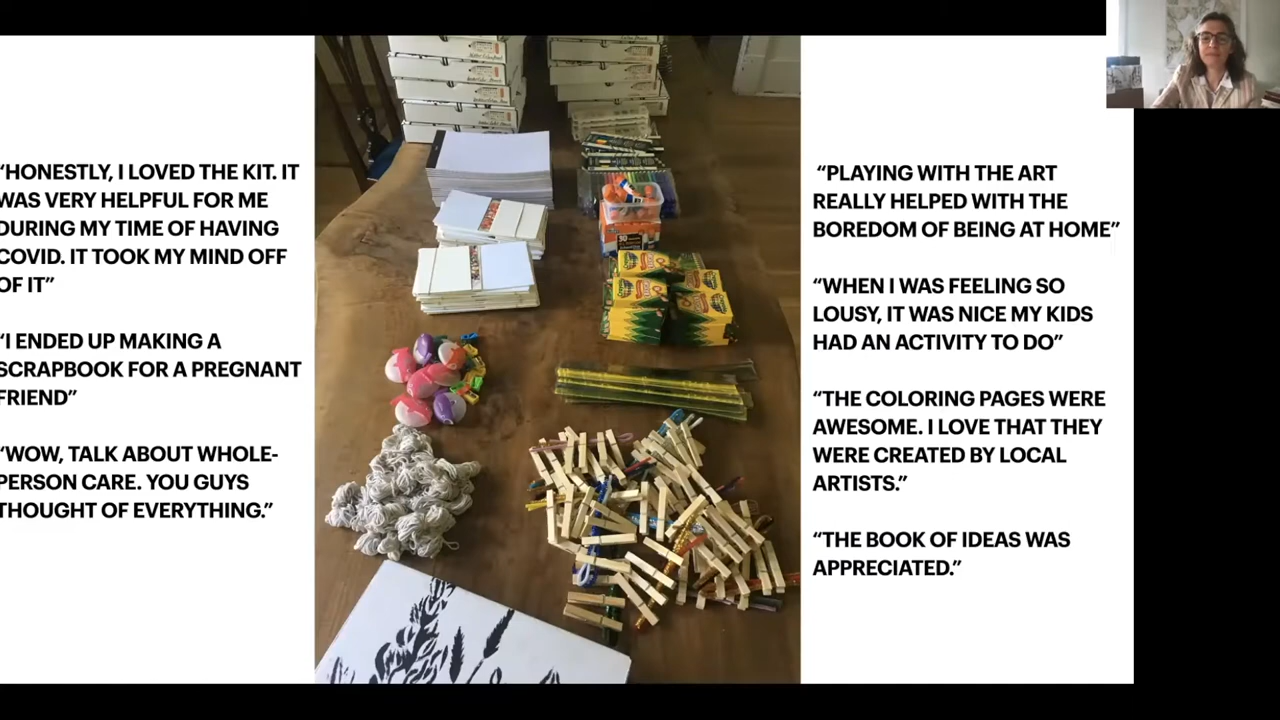 “HONESTLY, I LOVED THE KIT. IT
WAS VERY HELPFUL FOR ME
DURING MY TIME OF HAVING
COVID. IT TOOK MY MIND OFF
OF IT”
“I ENDED UP MAKING A
SCRAPBOOK FOR A PREGNANT
FRIEND”
“WOW, TALK ABOUT WHOLE-
PERSON CARE. YOU GUYS
THOUGHT OF EVERYTHING.”
“PLAYING WITH THE ART
REALLY HELPED WITH THE
BOREDOM OF BEING AT HOME”
“WHEN I WAS FEELING SO
LOUSY, IT WAS NICE MY KIDS
HAD AN ACTIVITY TO DO”
“THE COLORING PAGES WERE
AWESOME. I LOVE THAT THEY
WERE CREATED BY LOCAL
ARTISTS.”
“THE BOOK OF IDEAS WAS
APPRECIATED.”